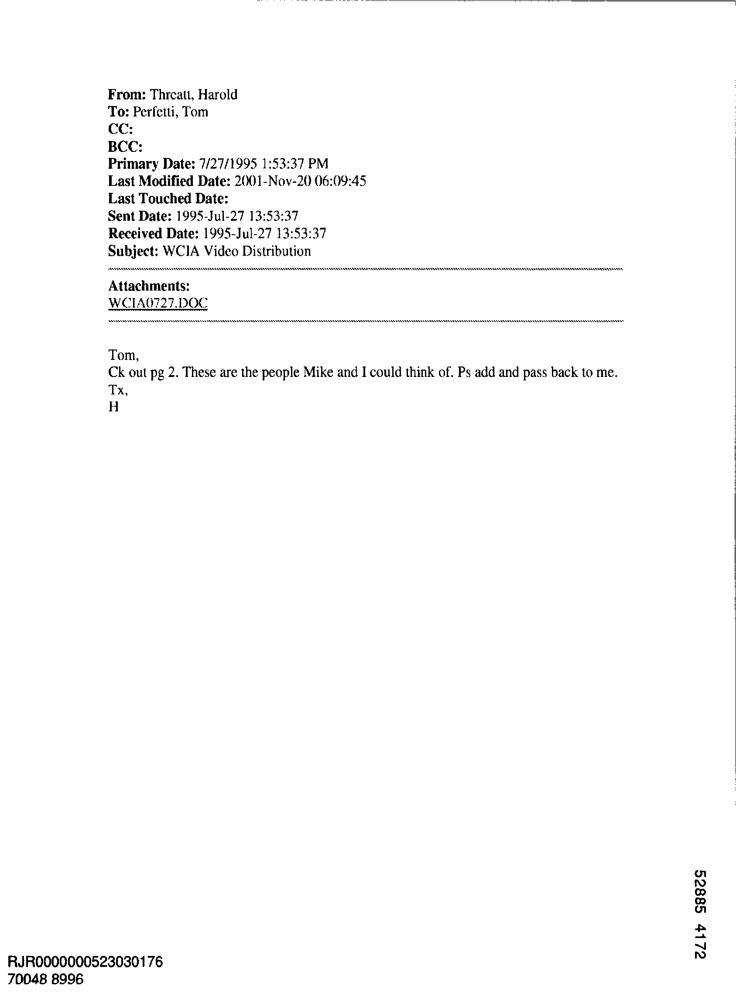 From: Threatt, Harold
To: Perfetti, Tom
CC:
BCC:
Primary Date: 7/27/1995 1:53:37 PM
Last Modified Date: 2001-Nov-20 06:09:45
Last Touched Date:
Sent Date: 1995-Jul-27 13:53:37
Received Date: 1995-Jul-27 13:53:37
Subject: WCIA Video Distribution
Attachments:
WCIA0727.DOC
Tom,
Ck out pg 2. These are the people Mike and I could think of. Ps add and pass back to me.
Tx,
H
52885 4172
RJR0000000523030176
70048 8996